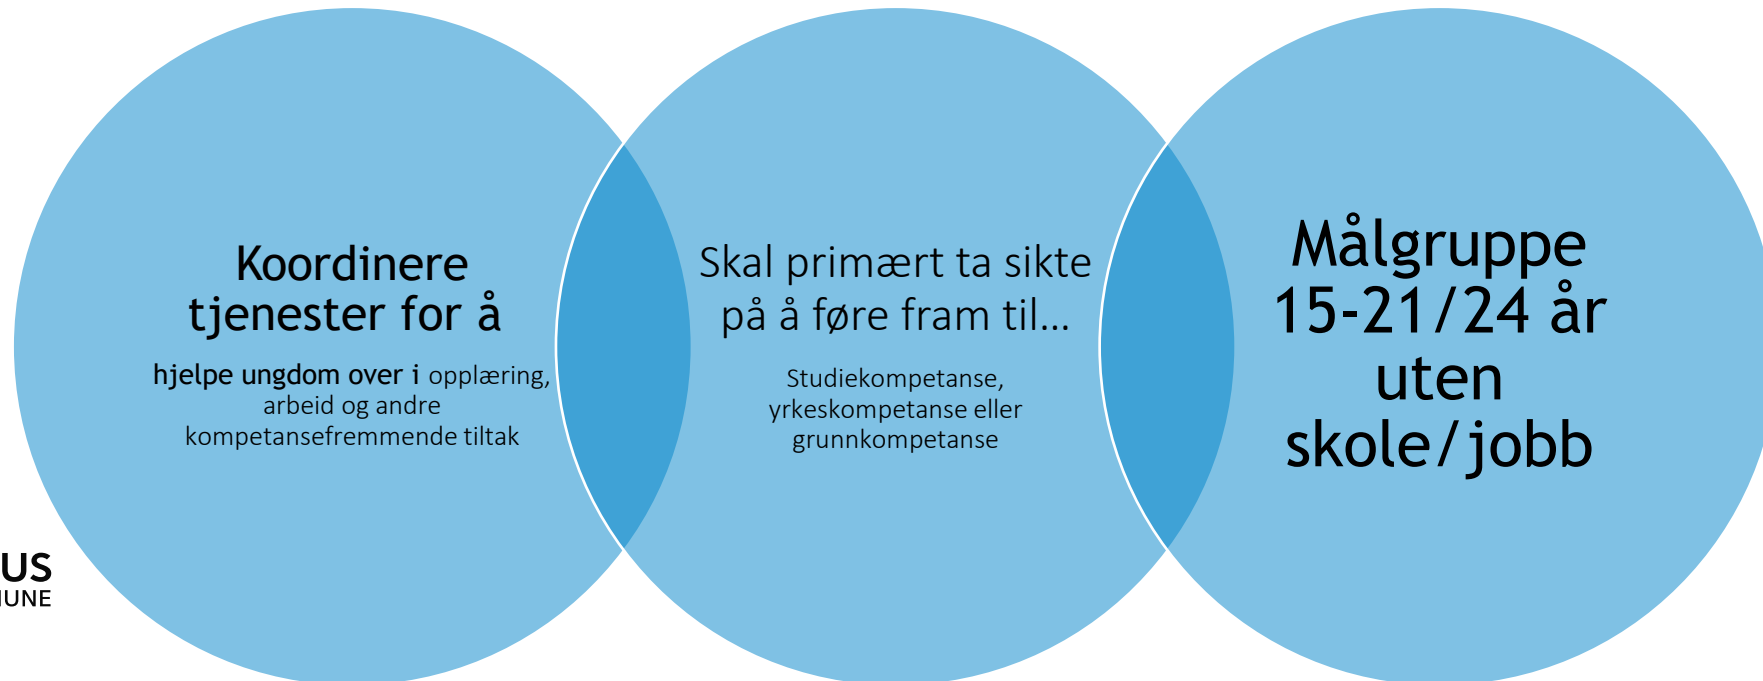 Koordinere
tjenester for å
hjelpe ungdom over i opplæring,
arbeid og andre
kompetansefremmende tiltak
Skal primært ta sikte
på å føre fram til...
Studiekompetanse,
yrkeskompetanse eller
grunnkompetanse
Målgruppe
15-21/24 år
uten
skole/jobb
US
UNE